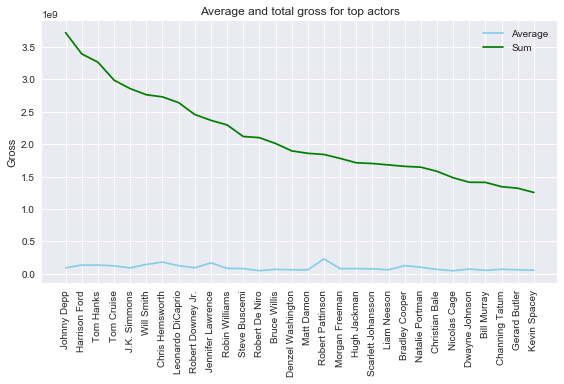 Average and total gross for top actors
1e9
Average
Sum
3.5
3.0
2.5
2.0
1.5
1.0
0.5
0.0
Gross
Johnny Depp
Harrison Ford
Tom Hanks
Tom Cruise
J.K. Simmons
Will Smith
Chris Hemsworth
Leonardo DiCaprio
Robert Downey Jr.
Jennifer Lawrence
Robin Williams
Steve Buscemi
Robert De Niro
Bruce Willis
Denzel Washington
Matt Damon
Robert Pattinson
Morgan Freeman
Hugh Jackman
Scarlett Johansson
Liam Neeson
Bradley Cooper
Natalie Portman
Christian Bale
Nicolas Cage
Dwayne Johnson
Bill Murray
Channing Tatum
Gerard Butler
Kevin Spacey